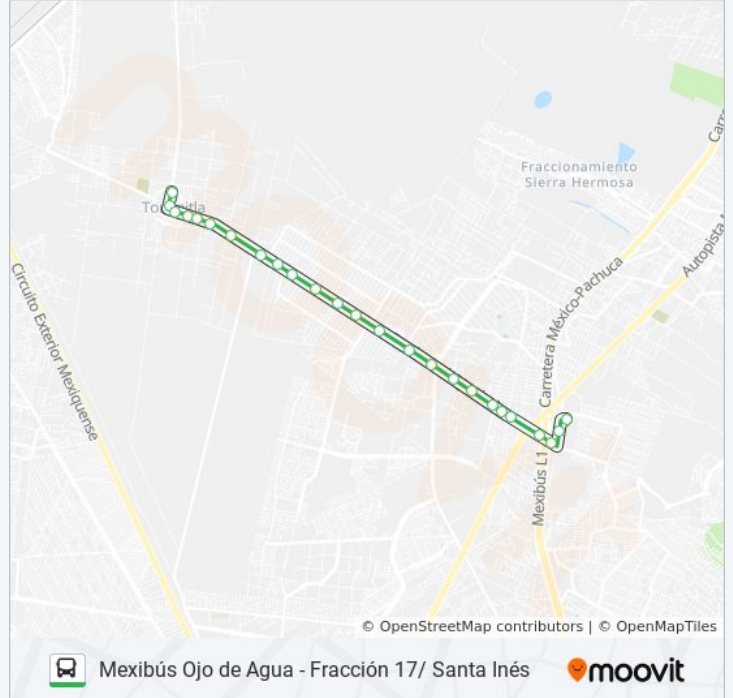 Carr
Fraccionamiento
Sierra Hermosa
Autopista
Carretera México-Pachuca
Circuito Exterior Mexiquense
Mexibús L1
© OpenStreetMap contributors | © OpenMapTiles
Mexibús Ojo de Agua - Fracción 17/ Santa Inés
moovit